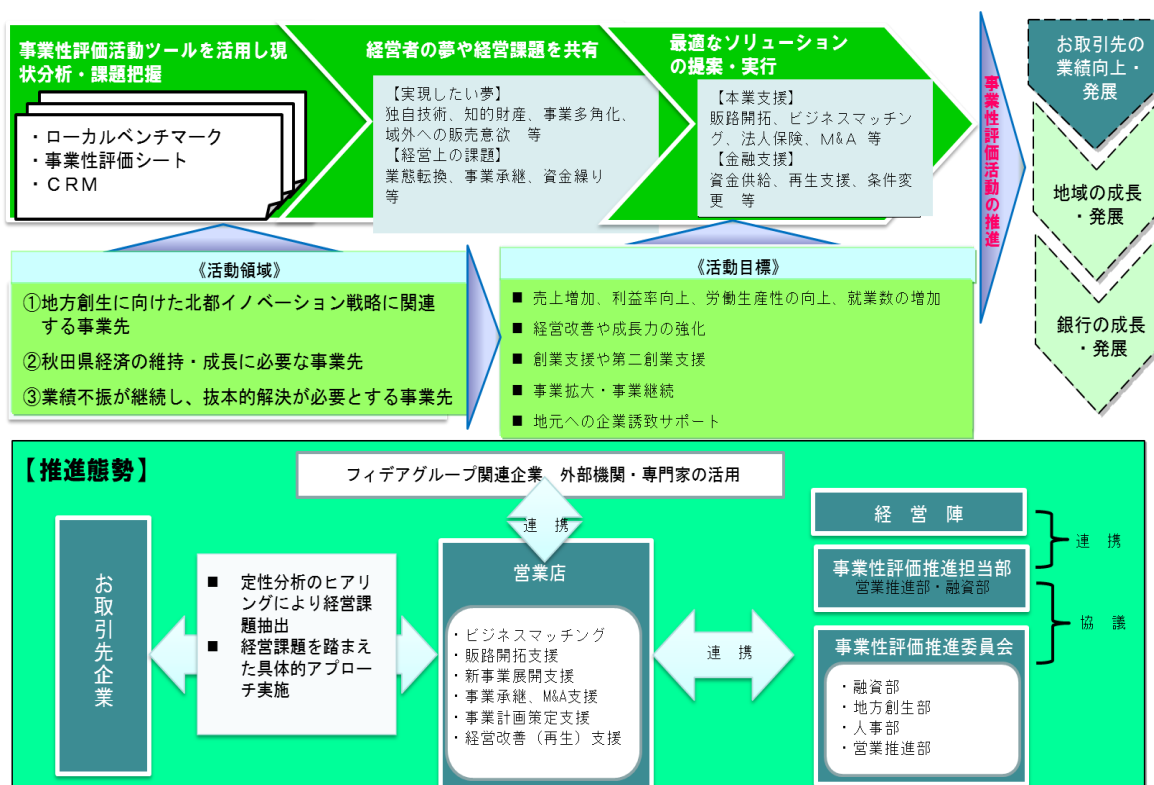 事業性評価活動ツールを活用し現
状分析・課題把握
・ローカルベンチマーク
・事業性評価シート
・ＣＲＭ
経営者の夢や経営課題を共有
【実現したい夢】
独自技術、知的財産、事業多角化、
域外への販売意欲　等
【経営上の課題】
業態転換、事業承継、資金繰り
等
最適なソリューション
の提案・実行
【本業支援】
販路開拓、ビジネスマッチン
グ、法人保険、M&A 等
【金融支援】
資金供給、再生支援、条件変
更　等
事業性評価活動の推進
お取引先の
業績向上・
発展
地域の成長
・発展
銀行の成長
・発展
《活動領域》
①地方創生に向けた北都イノベーション戦略に関連
する事業先
②秋田県経済の維持・成長に必要な事業先
③業績不振が継続し、抜本的解決が必要とする事業先
《活動目標》
■ 売上増加、利益率向上、労働生産性の向上、就業数の増加
■ 経営改善や成長力の強化
■ 創業支援や第二創業支援
■ 事業拡大・事業継続
■ 地元への企業誘致サポート
【推進態勢】
フィデアグループ関連企業　外部機関・専門家の活用
連　携
お取引先企業
■ 定性分析のヒアリ
ングにより経営課
題抽出
■ 経営課題を踏まえ
た具体的アプロー
チ実施
営業店
・ビジネスマッチング
・販路開拓支援
・新事業展開支援
・事業承継、M&A支援
・事業計画策定支援
・経営改善（再生）支援
連　携
経　営　陣
事業性評価推進担当部
営業推進部・融資部
事業性評価推進委員会
・融資部
・地方創生部
・人事部
・営業推進部
連　携
協　議